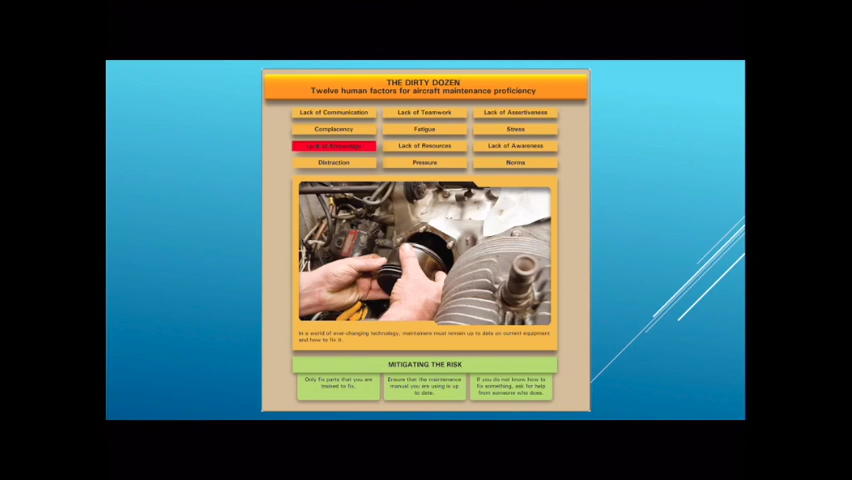 THE DIRTY DOZEN
Twelve human factors for aircraft maintenance proficiency
Lack of Communication
Lack of Teamwork
Lack of Assertiveness
Complacency
Fatigue
Stress
Lack of Knowledge
Lack of Resources
Lack of Awareness
Distraction
Pressure
Norms
In a world of ever-changing technology, maintainers must remain up to date on current equipment
and how to fix it.
MITIGATING THE RISK
Only fix parts that you are
trained to fix.
Ensure that the maintenance
manual you are using is up
to date.
If you do not know how to
fix something, ask for help
from someone who does.